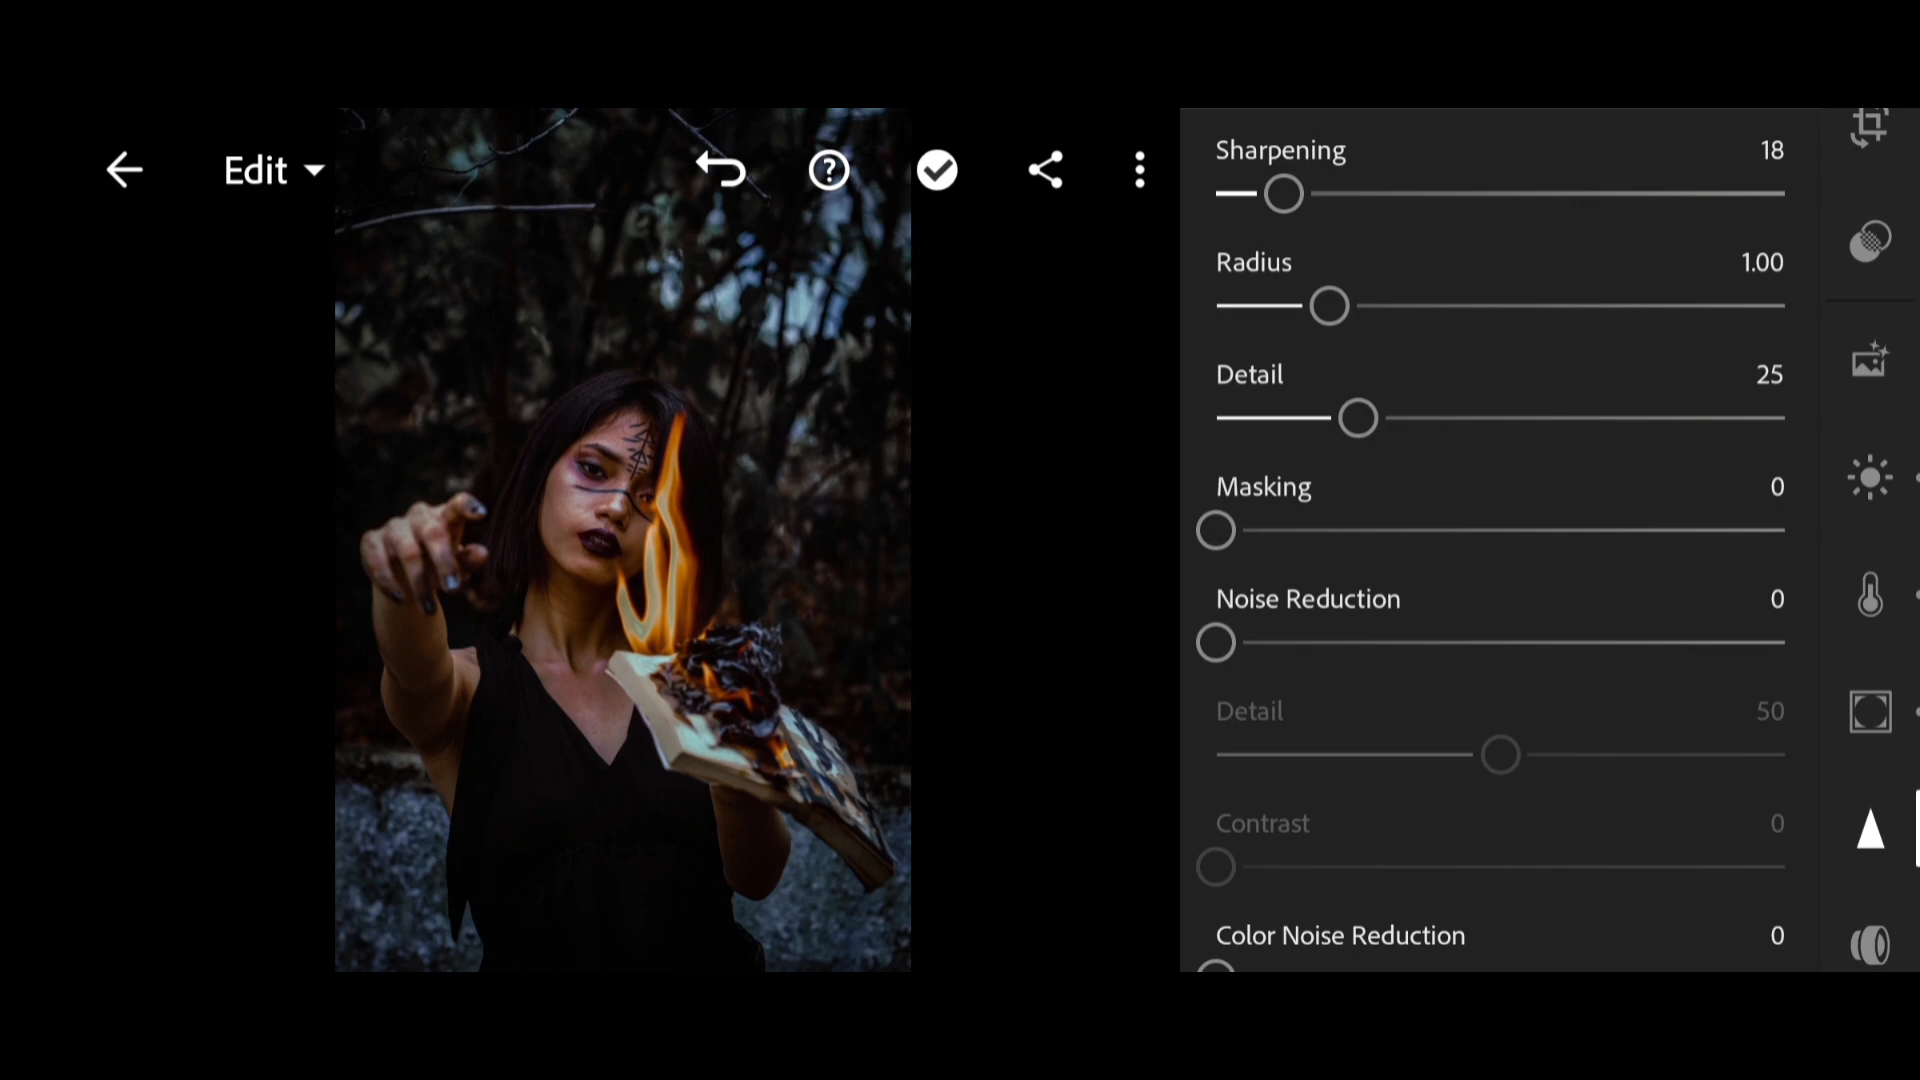 Edit
Sharpening 18
Radius 1.00
Detail 25
Masking 0
Noise Reduction 0
Detail 50
Contrast 0
Color Noise Reduction 0